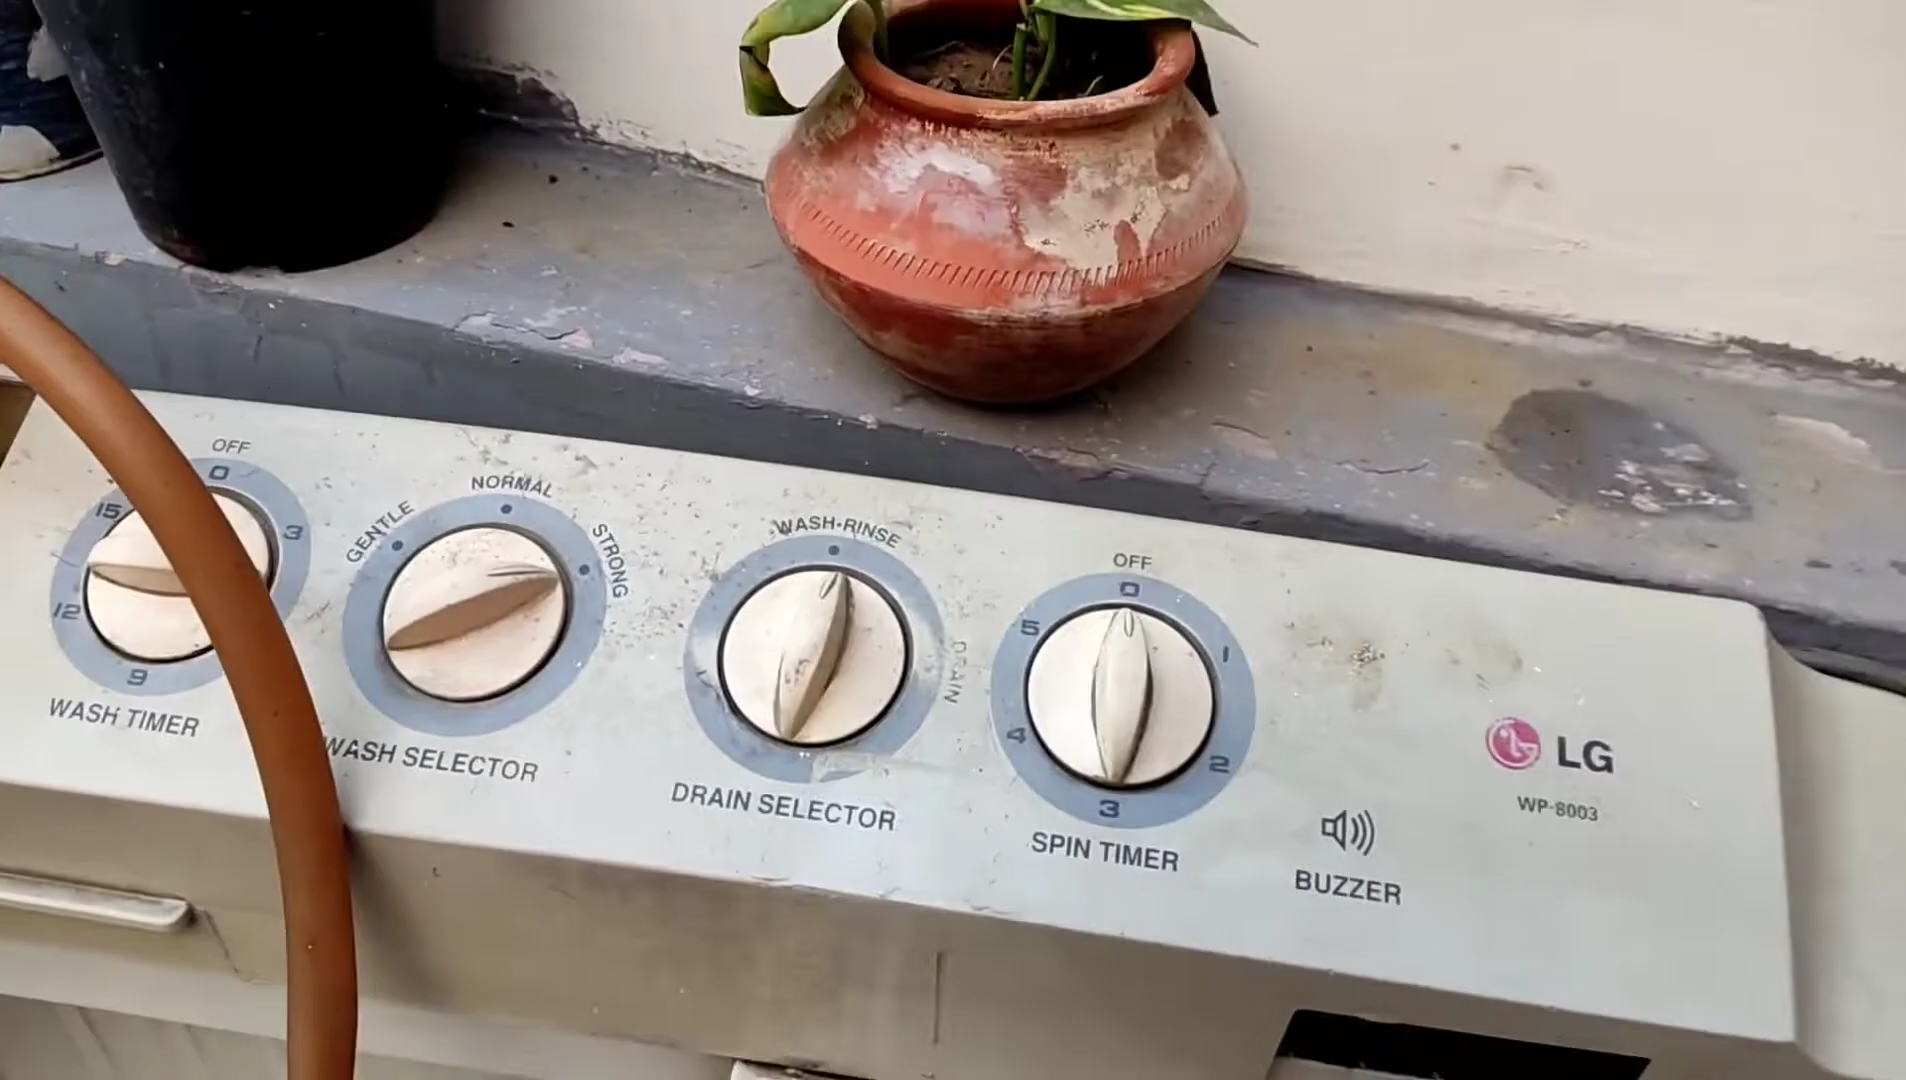 OFF
0
3
9
12
15
WASH TIMER
GENTLE
NORMAL
STRONG
WASH SELECTOR
WASH-RINSE
DRAIN
DRAIN SELECTOR
OFF
0
1
2
3
4
5
SPIN TIMER
BUZZER
LG
WP-8003